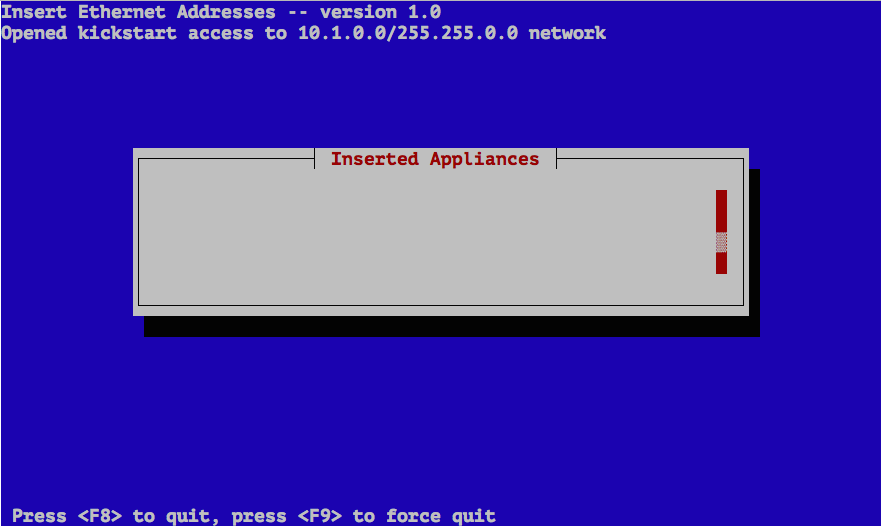 Insert Ethernet Addresses -- version 1.0
Opened kickstart access to 10.1.0.0/255.255.0.0 network
Inserted Appliances
Press <F8> to quit, press <F9> to force quit